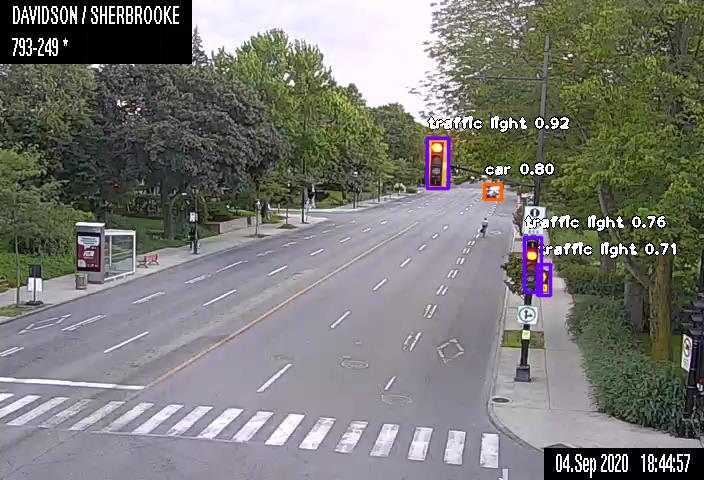 DAVIDSON / SHERBROOKE
793-249 *
traffic light 0.92
car 0.80
traffic light 0.76
traffic light 0.71
04.Sep 2020 18:44:57